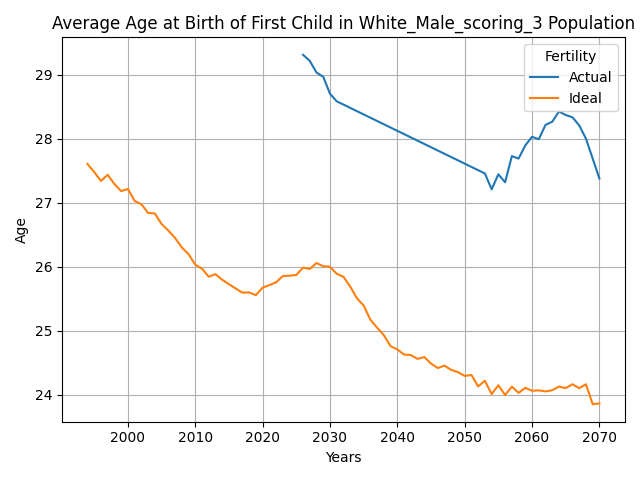 Average Age at Birth of First Child in White_Male_scoring_3 Population
Fertility
Actual
Ideal
29
28
27
26
25
24
Age
2000 2010 2020 2030 2040 2050 2060 2070
Years